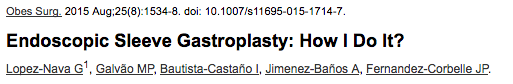 Obes Surg. 2015 Aug;25(8):1534-8. doi: 10.1007/s11695-015-1714-7.
Endoscopic Sleeve Gastroplasty: How I Do It?
Lopez-Nava G1, Galvão MP, Bautista-Castaño I, Jimenez-Baños A, Fernandez-Corbelle JP.